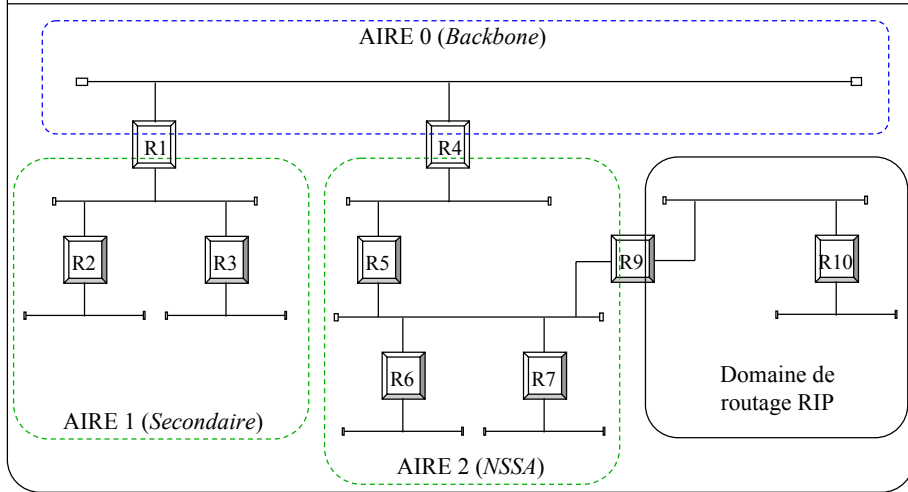 AIRE 0 (Backbone)
R1
R4
R2
R3
R5
R9
R10
R6
R7
Domaine de
routage RIP
AIRE 1 (Secondaire)
AIRE 2 (NSSA)